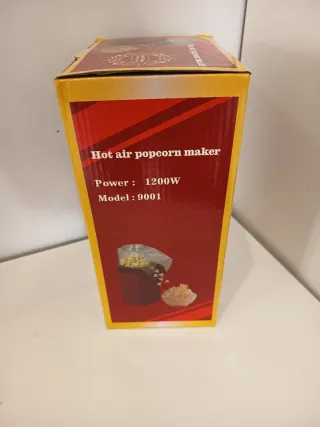 Hot air popcorn maker
Power : 1200W
Model : 9001